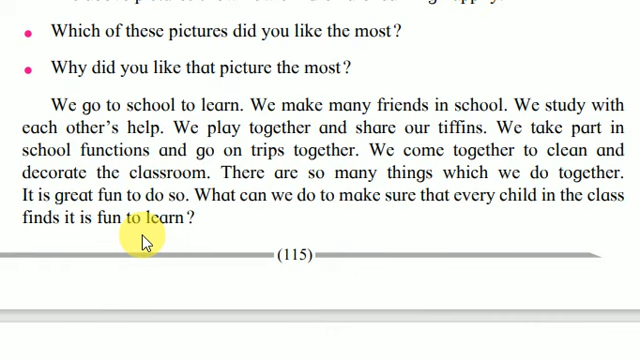 Which of these pictures did you like the most?
Why did you like that picture the most?
We go to school to learn. We make many friends in school. We study with
each other's help. We play together and share our tiffins. We take part in
school functions and go on trips together. We come together to clean and
decorate the classroom. There are so many things which we do together.
It is great fun to do so. What can we do to make sure that every child in the class
finds it is fun to learn?
(115)